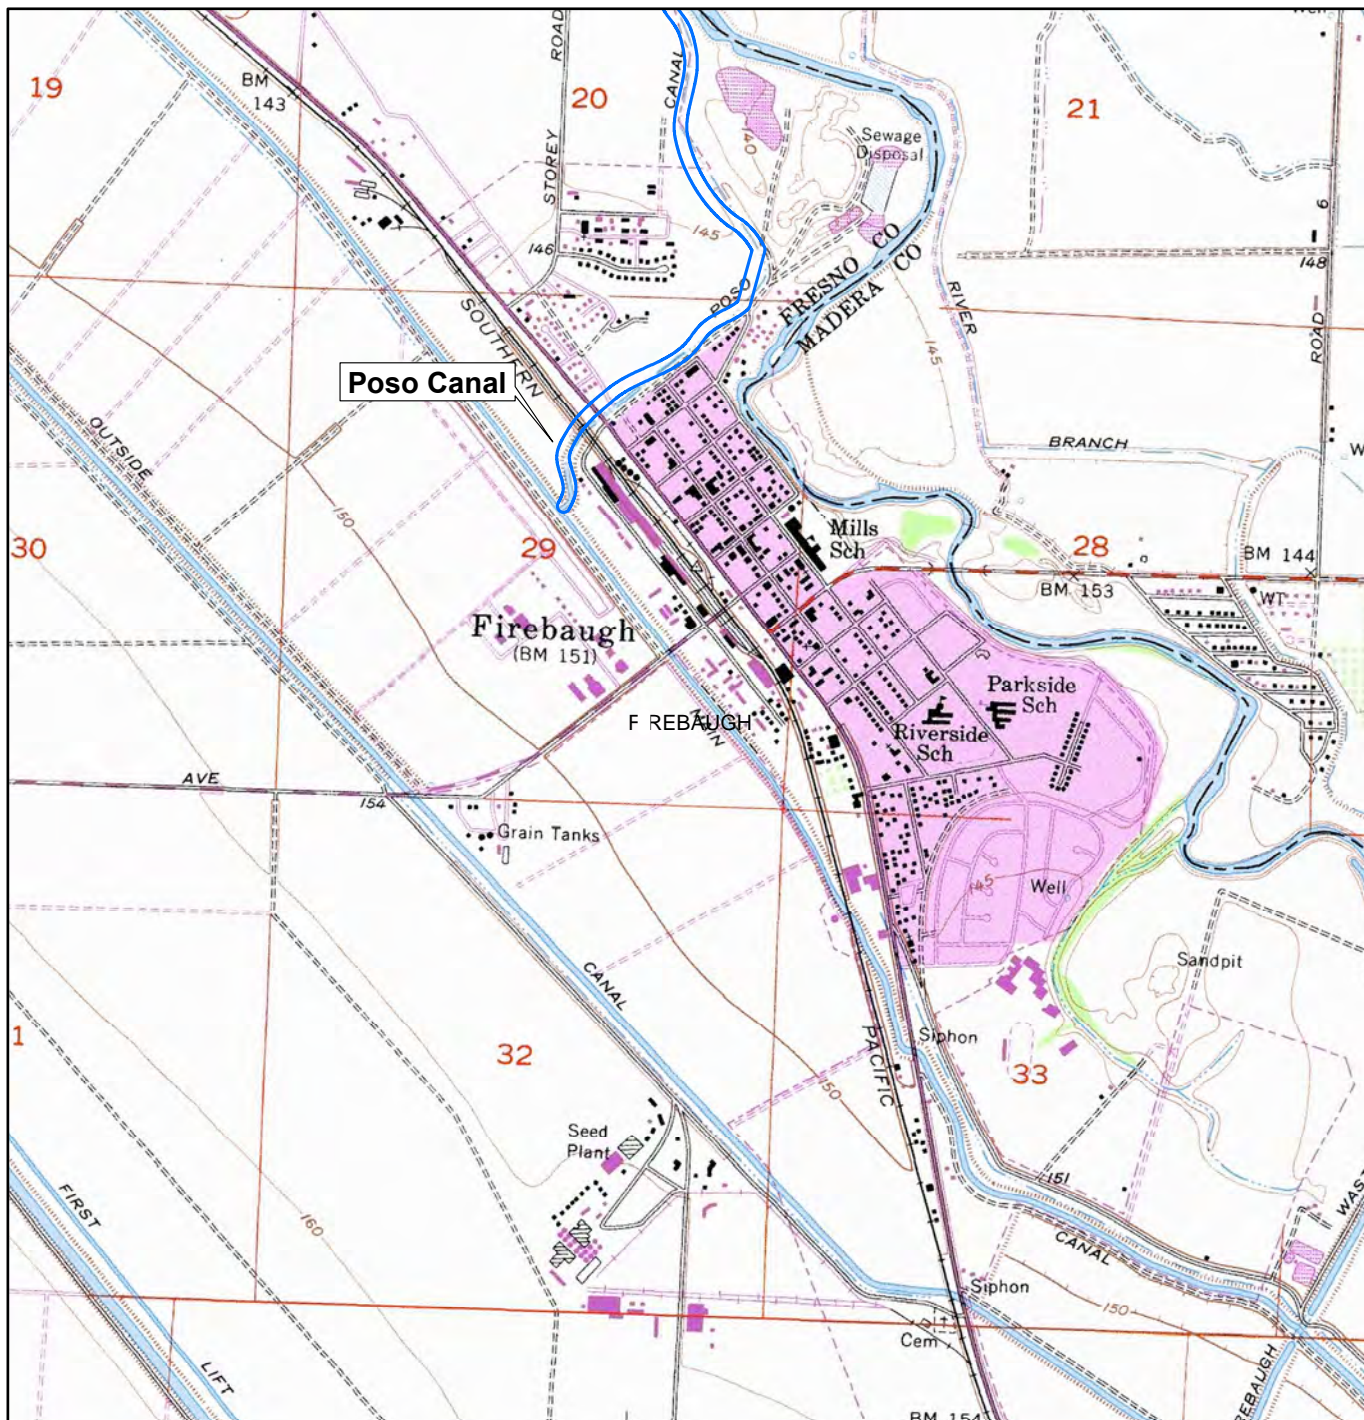 19
BM
143
ROAD
STOREY
20
CANAL
140
Sewage
Disposal
21
6
148
ROAD
146
145
POSO
FRESNO CO
MADERA CO
RIVER
145
SOUTHERN
Poso Canal
OUTSIDE
BRANCH
W
150
30
29
Mills
Sch
28
BM 144
BM 153
WT
Firebaugh
(BM 151)
F REBAUGH
MAIN
Parkside
Sch
Riverside
Sch
AVE
154
Grain Tanks
145
Well
CANAL
Sandpit
1
32
PACIFIC
Siphon
33
150
Seed
Plant
151
FIRST
160
CANAL
WAST
Siphon
150
Cem
LIFT
EBAUGH
BM 154